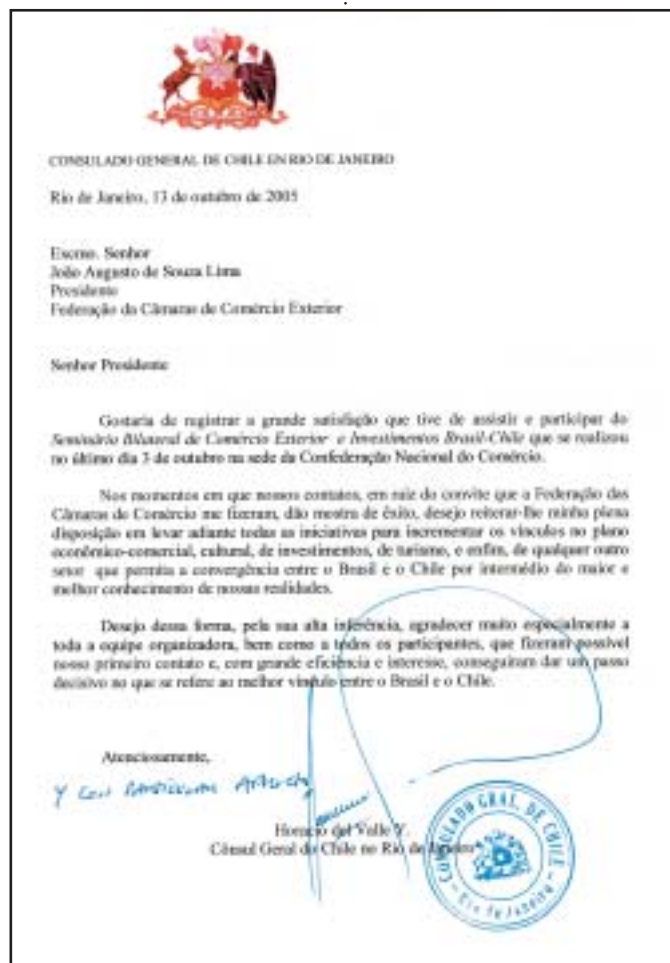 CONSULADO GENERAL DE CHILE EN RIO DE JANEIRO
Rio de Janeiro, 13 de outubro de 2005
Excmo. Senhor
João Augusto de Souza Lima
Presidente
Federação da Câmaras de Comércio Exterior
Senhor Presidente
Gostaria de registrar a grande satisfação que tive de assistir e participar do
Seminário Bilateral de Comércio Exterior e Investimentos Brasil-Chile que se realizou
no último dia 3 de outubro na sede da Confederação Nacional do Comércio.
Nos momentos em que nossos contatos, em raiz do convite que a Federação das
Câmaras de Comércio me fizeram, dão mostra de êxito, desejo reiterar-lhe minha plena
disposição em levar adiante todas as iniciativas para incrementar os vínculos no plano
econômico-comercial, cultural, de investimentos, de turismo, e enfim, de qualquer outro
setor que permita a convergência entre o Brasil e o Chile por intermédio do maior e
melhor conhecimento de nossas realidades.
Desejo dessa forma, pela sua alta inferência, agradecer muito especialmente a
toda a equipe organizadora, bem como a todos os participantes, que fizeram possível
nosso primeiro contato e, com grande eficiência e interesse, conseguiram dar um passo
decisivo no que se refere ao melhor vínculo entre o Brasil e o Chile.
Atenciosamente,
Y con
Horacio del Valle Y.
Cônsul Geral do Chile no Rio de Janeiro
CONSULADO GRAL. DE CHILE
Rio de Janeiro